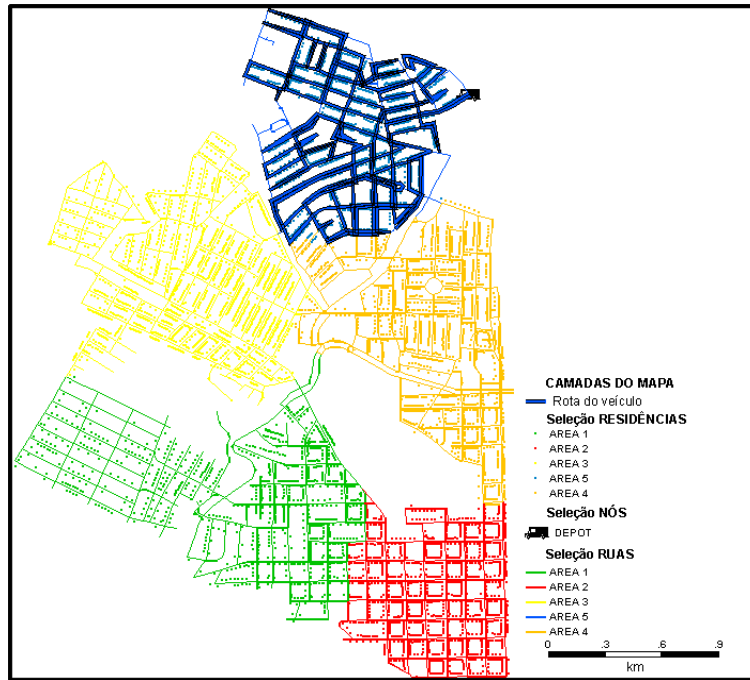 CAMADAS DO MAPA
Rota do veículo
Seleção RESIDÊNCIAS
AREA 1
AREA 2
AREA 3
AREA 5
AREA 4
Seleção NÓS
DEPOT
Seleção RUAS
AREA 1
AREA 2
AREA 3
AREA 5
AREA 4
0 .3 .6 .9
km